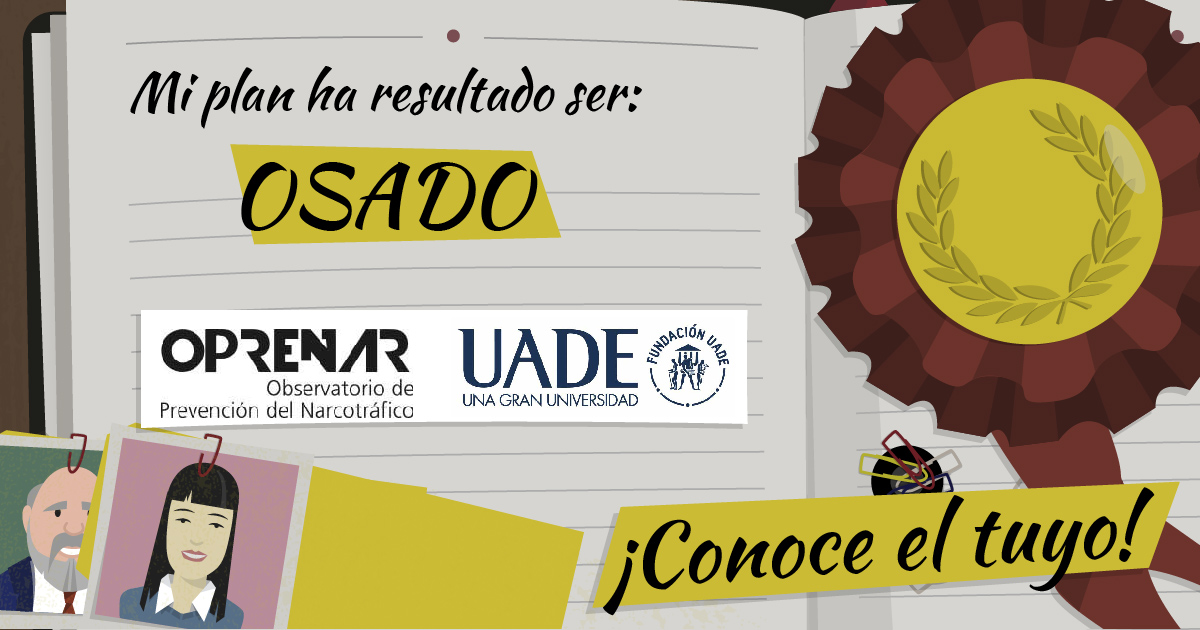 Mi plan ha resultado ser:
OSADO
OPRENAR
Observatorio de
Prevención del Narcotráfico
UADE
UNA GRAN UNIVERSIDAD
FUNDACIÓN UADE
¡Conoce el tuyo!